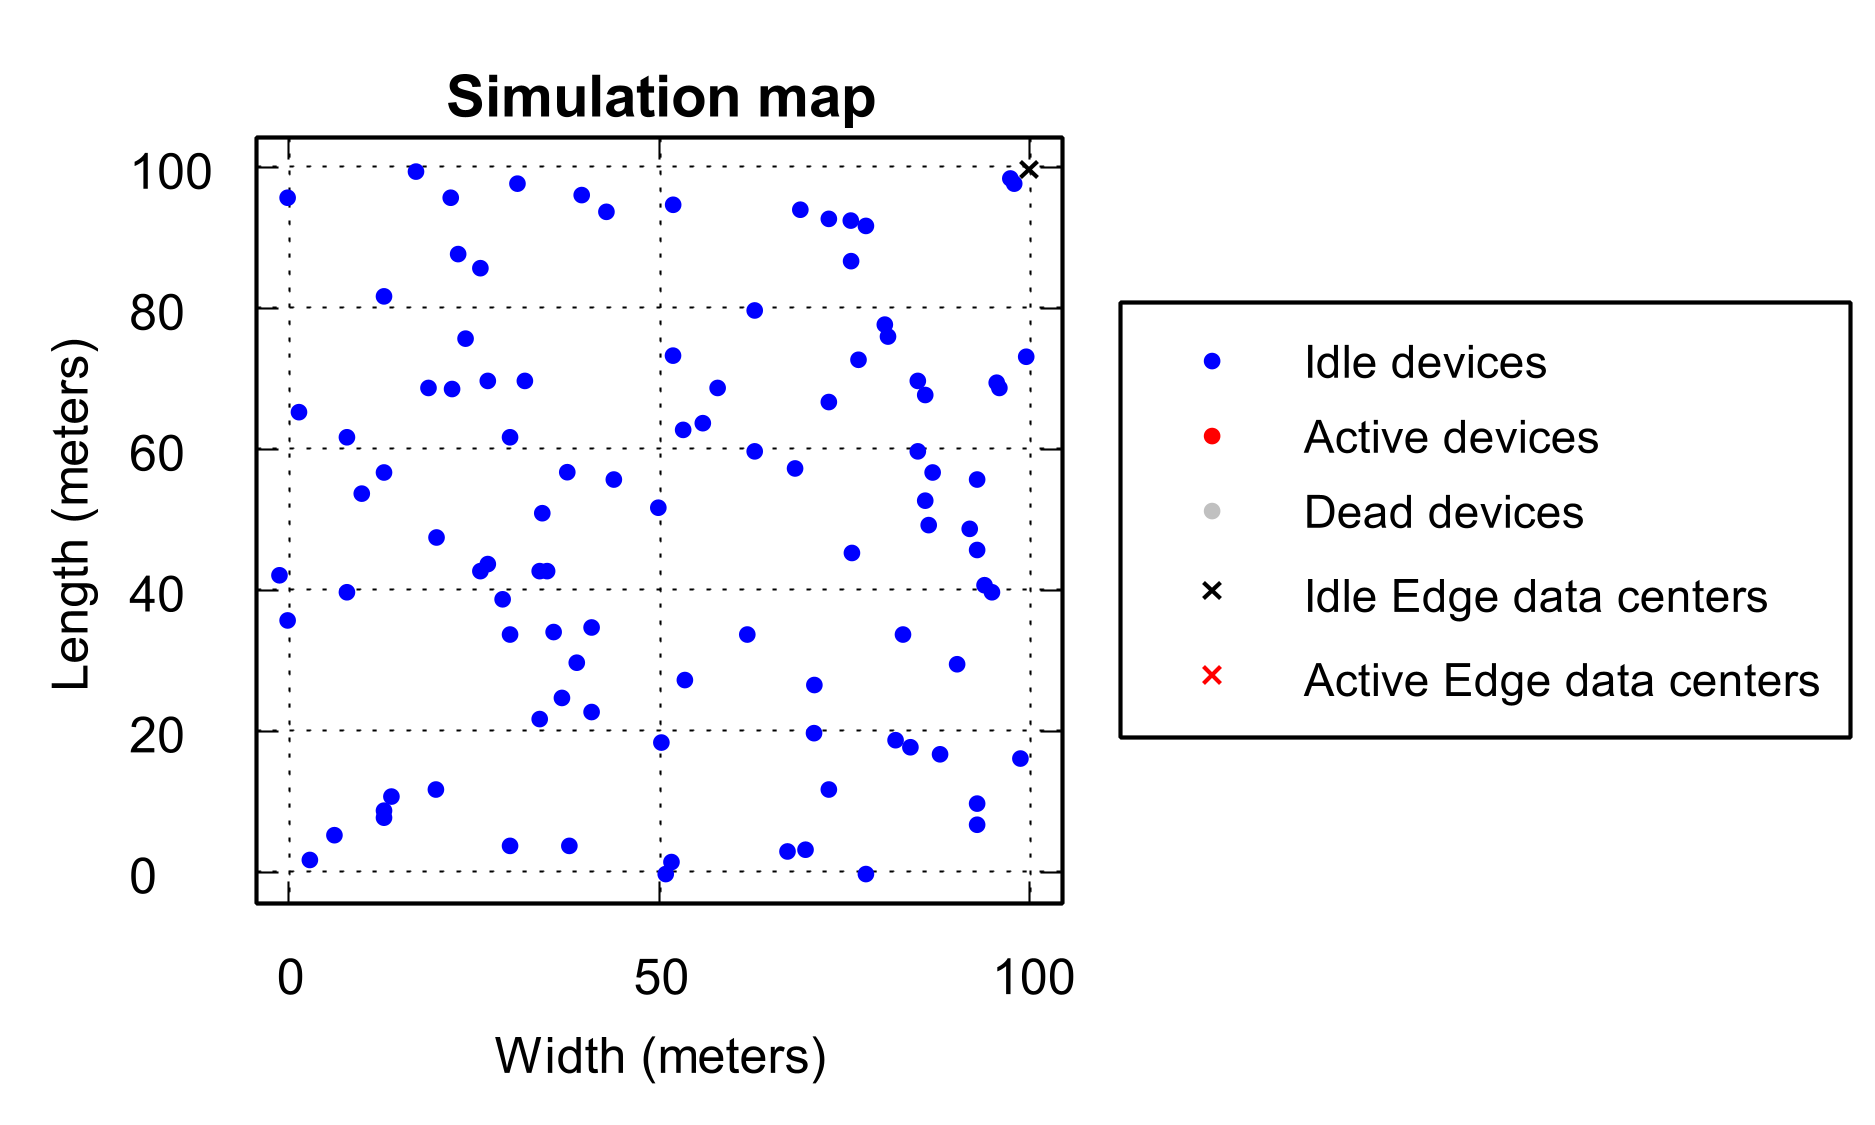 Simulation map
100
80
60
40
20
0
Length (meters)
0 50 100
Width (meters)
Idle devices
Active devices
Dead devices
Idle Edge data centers
Active Edge data centers